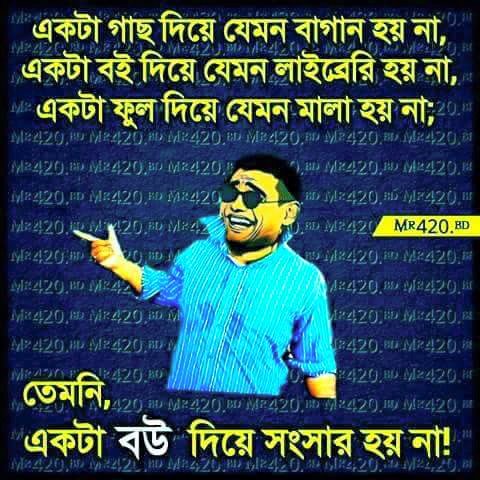 একটা গাছ দিয়ে যেমন বাগান হয় না,
একটা বই দিয়ে যেমন লাইব্রেরি হয় না,
একটা ফুল দিয়ে যেমন মালা হয় না;
MR420.BD
তেমনি,
একটা বউ দিয়ে সংসার হয় না!